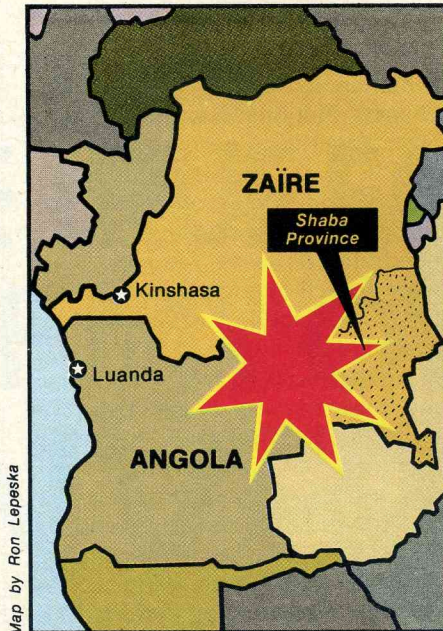 ZAÏRE
Shaba
Province
Kinshasa
Luanda
ANGOLA
Map by Ron Lepeska